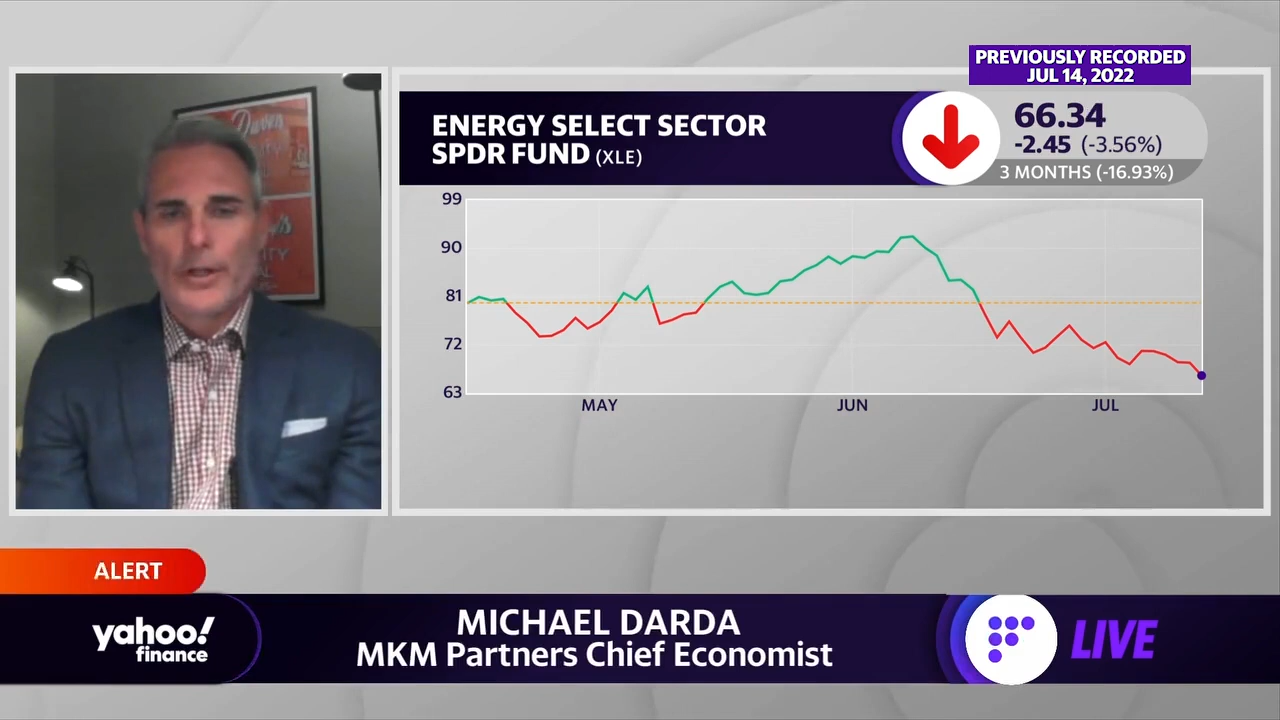 PREVIOUSLY RECORDED
JUL 14, 2022
ENERGY SELECT SECTOR
SPDR FUND (XLE)
66.34
-2.45 (-3.56%)
3 MONTHS (-16.93%)
99
90
81
72
63
MAY
JUN
JUL
ALERT
yahoo!
finance
MICHAEL DARDA
MKM Partners Chief Economist
LIVE